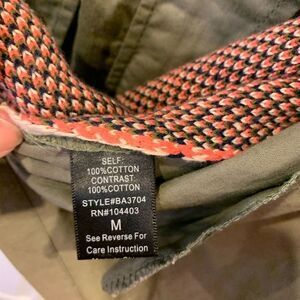 SELF:
100%COTTON
CONTRAST:
100%COTTON
STYLE#BA3704
RN#104403
M
See Reverse For
Care Instruction